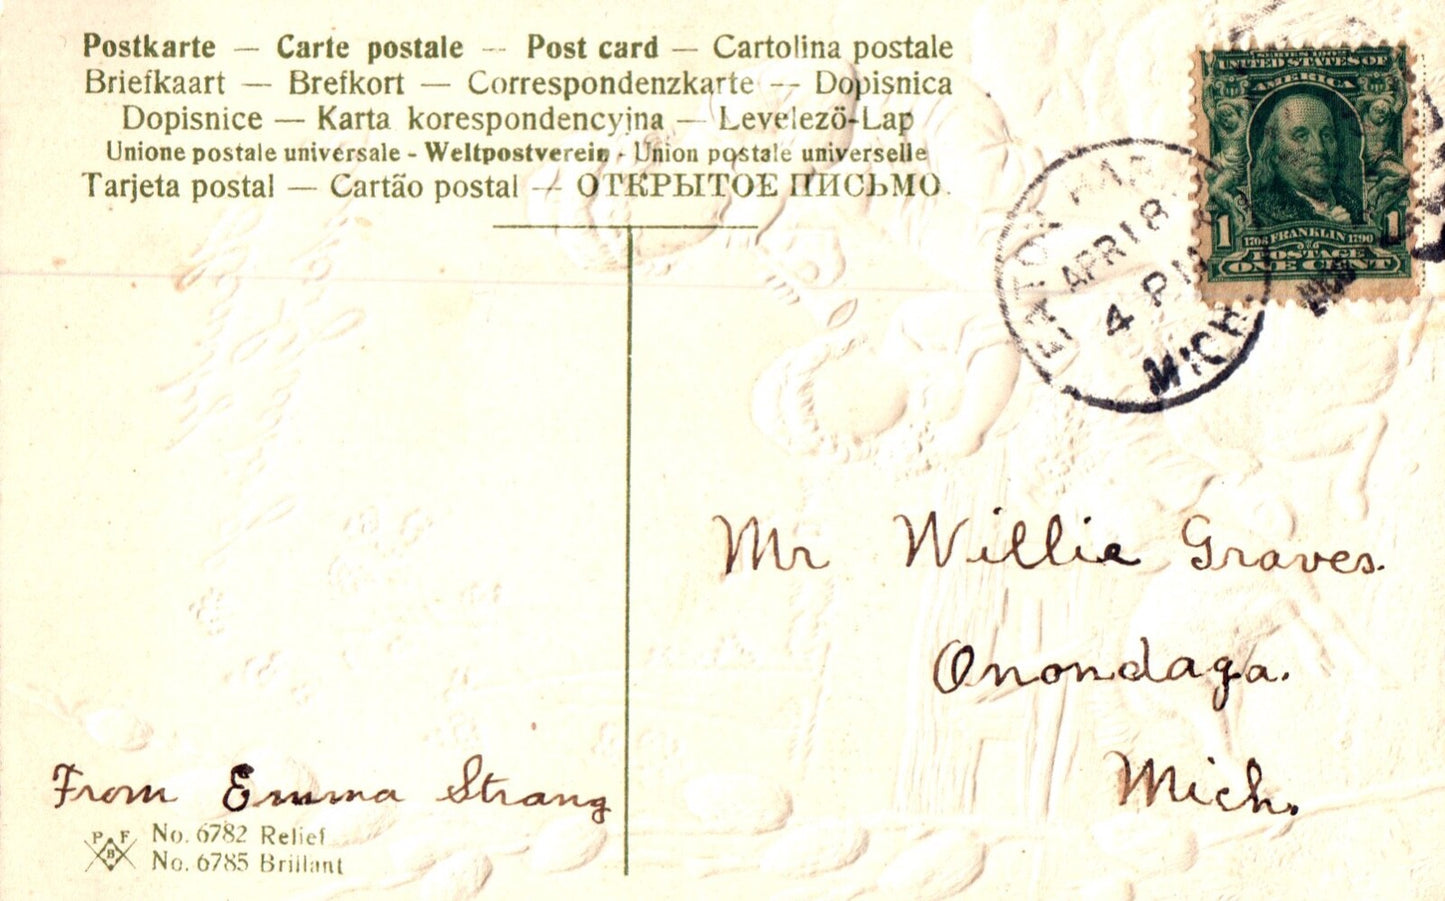 Postkarte — Carte postale — Post card — Cartolina postale
Briefkaart — Brefkort — Correspondenzkarte — Dopisnica
Dopisnice — Karta korespondencyjna — Levelezö-Lap
Unione postale universale - Weltpostverein - Union postale universelle
Tarjeta postal — Cartão postal — ОТКРЫТОЕ ПИСЬМО.
SERIES 1902
UNITED STATES OF
AMERICA
1 1
1706 FRANKLIN 1790
POSTAGE
ONE CENT
EATON
APR 18
4 PM
MICH.
Mr Willie Graves.
Onondaga.
Mich.
From Emma Strang
P F
B
No. 6782 Relief
No. 6785 Brillant